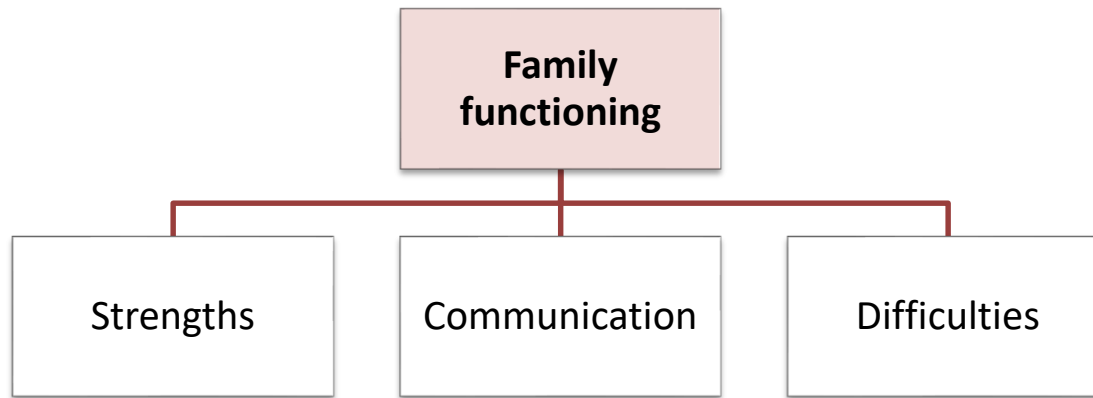 Family
functioning
Strengths
Communication
Difficulties